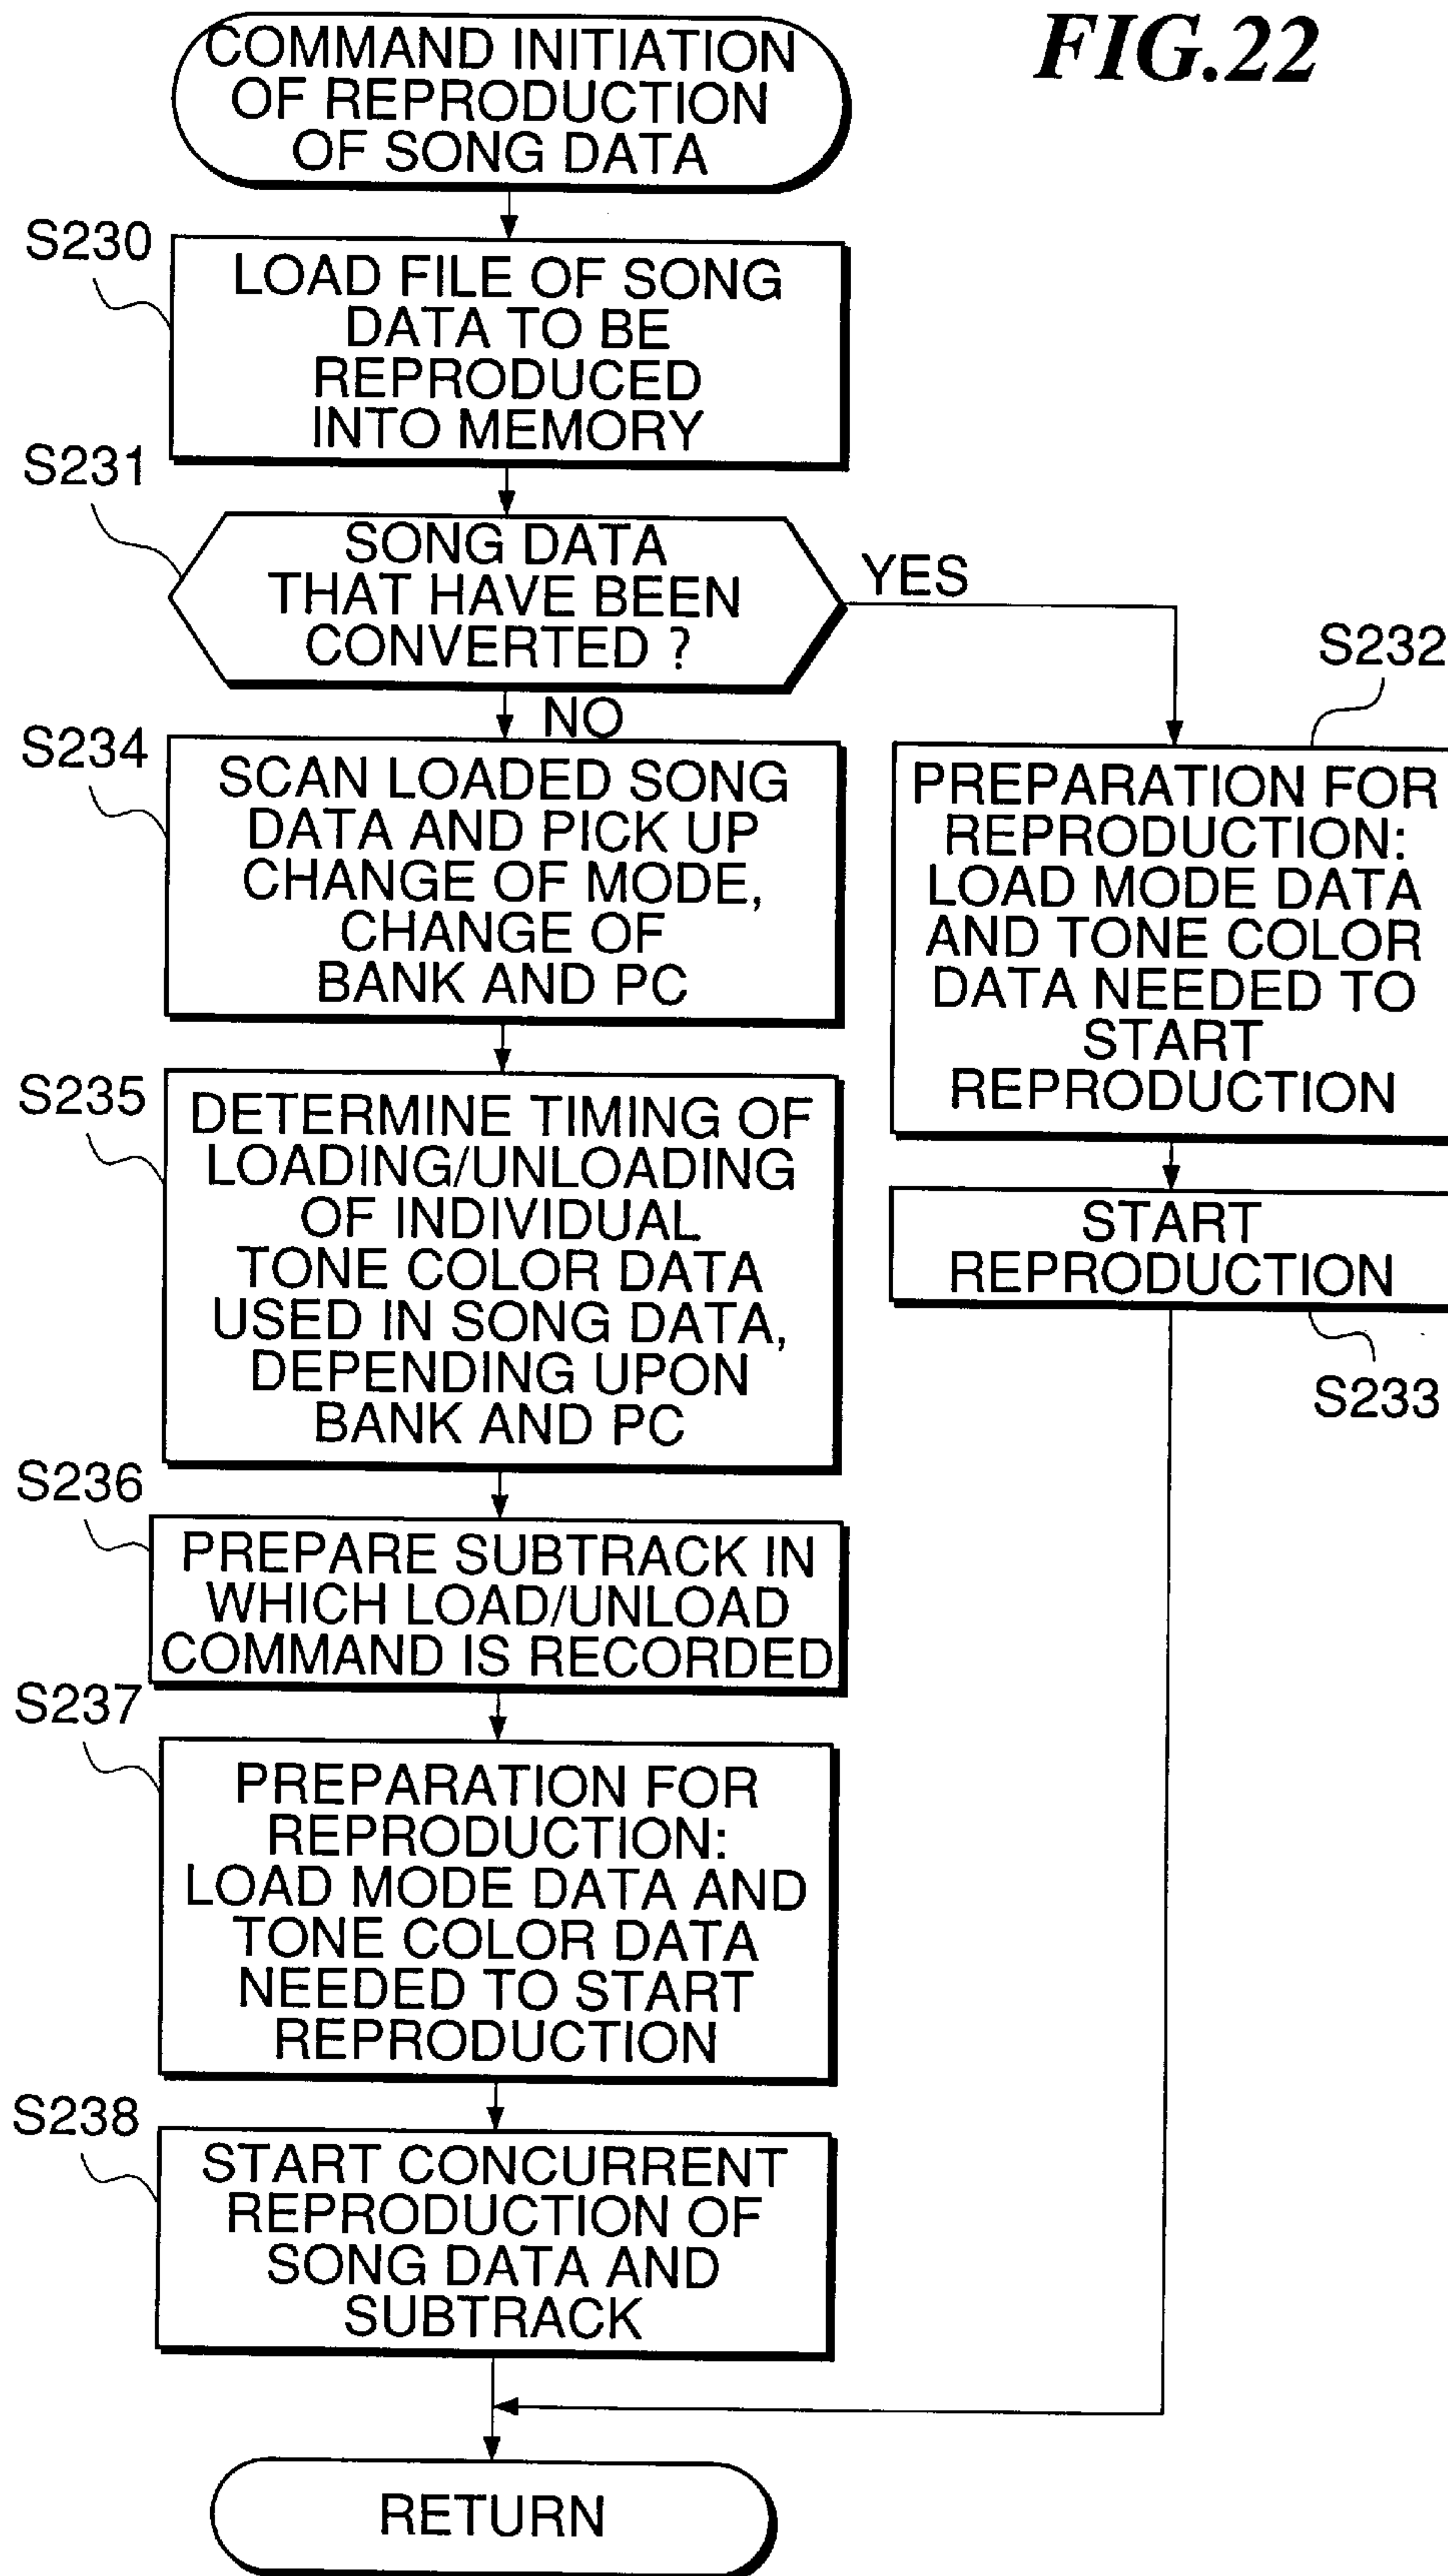 FIG.22
COMMAND INITIATION
OF REPRODUCTION
OF SONG DATA
S230
LOAD FILE OF SONG
DATA TO BE
REPRODUCED
INTO MEMORY
S231
SONG DATA
THAT HAVE BEEN
CONVERTED ?
YES
NO
S232
PREPARATION FOR
REPRODUCTION:
LOAD MODE DATA
AND TONE COLOR
DATA NEEDED TO
START
REPRODUCTION
START
REPRODUCTION
S233
S234
SCAN LOADED SONG
DATA AND PICK UP
CHANGE OF MODE,
CHANGE OF
BANK AND PC
S235
DETERMINE TIMING OF
LOADING/UNLOADING
OF INDIVIDUAL
TONE COLOR DATA
USED IN SONG DATA,
DEPENDING UPON
BANK AND PC
S236
PREPARE SUBTRACK IN
WHICH LOAD/UNLOAD
COMMAND IS RECORDED
S237
PREPARATION FOR
REPRODUCTION:
LOAD MODE DATA AND
TONE COLOR DATA
NEEDED TO START
REPRODUCTION
S238
START CONCURRENT
REPRODUCTION OF
SONG DATA AND
SUBTRACK
RETURN